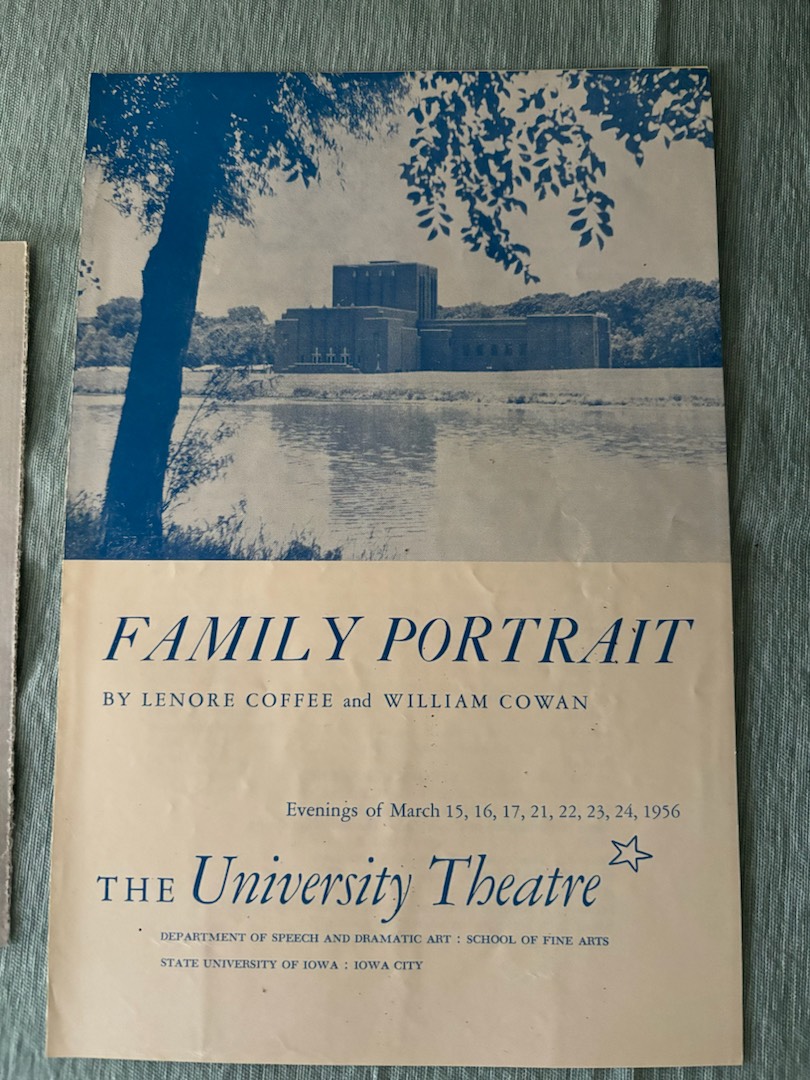 FAMILY PORTRAIT
BY LENORE COFFEE and WILLIAM COWAN
Evenings of March 15, 16, 17, 21, 22, 23, 24, 1956
THE University Theatre
DEPARTMENT OF SPEECH AND DRAMATIC ART : SCHOOL OF FINE ARTS
STATE UNIVERSITY OF IOWA : IOWA CITY